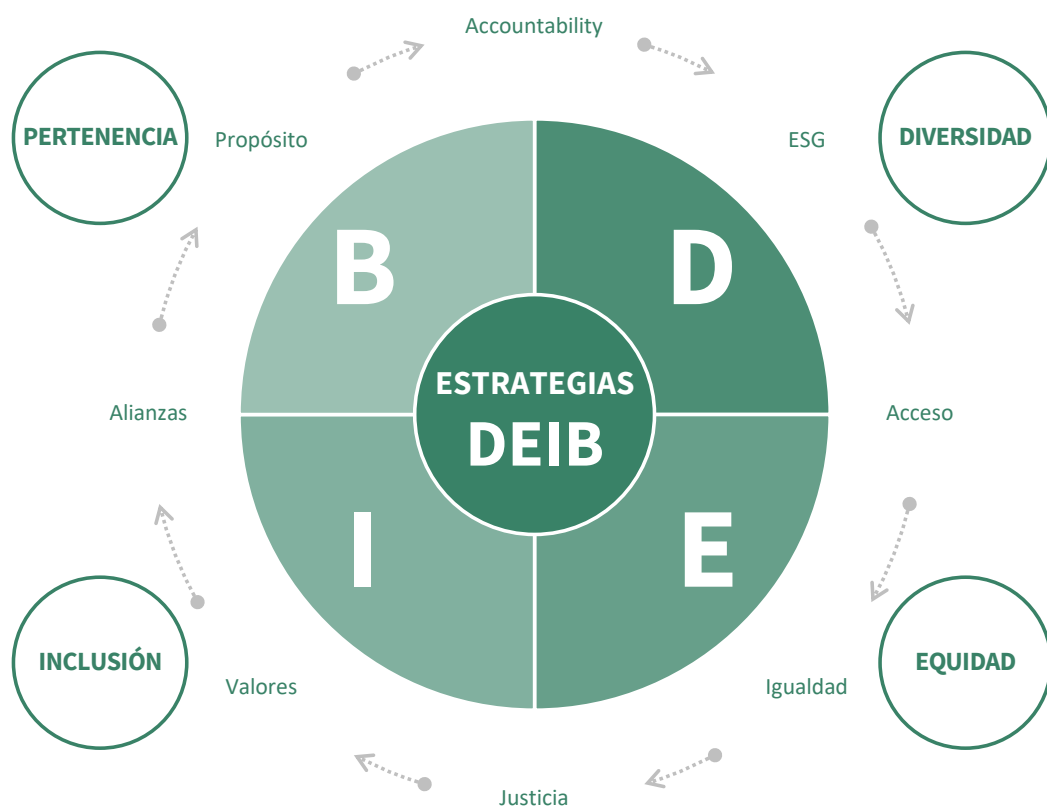 Accountability
PERTENENCIA
Propósito
ESG
DIVERSIDAD
B
D
ESTRATEGIAS
DEIB
Alianzas
Acceso
I
E
INCLUSIÓN
EQUIDAD
Valores
Igualdad
Justicia